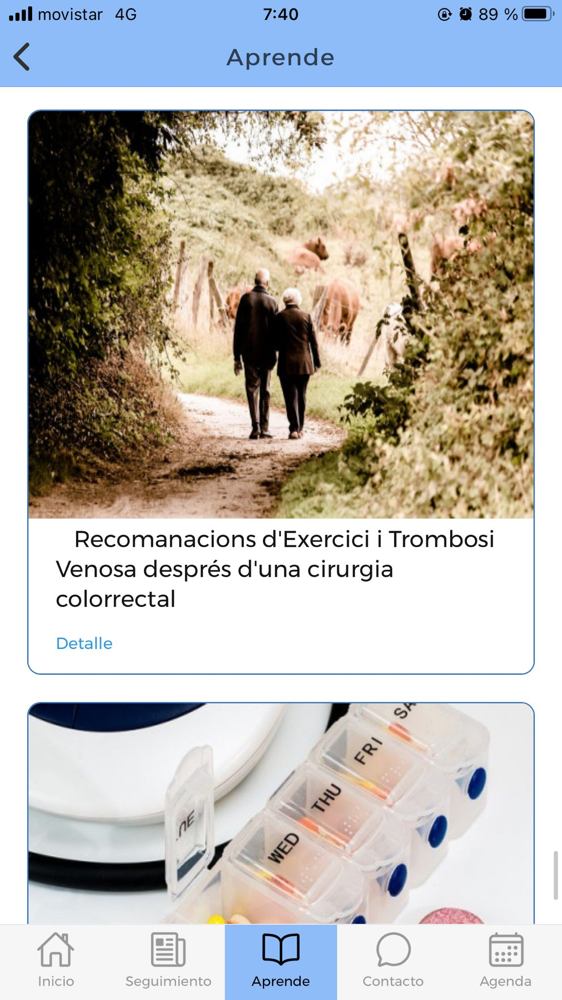 movistar 4G 7:40 89 %
Aprende
Recomanacions d'Exercici i Trombosi
Venosa després d'una cirurgia
colorrectal
Detalle
SA
FRI
THU
WED
UE
Inicio Seguimiento Aprende Contacto Agenda